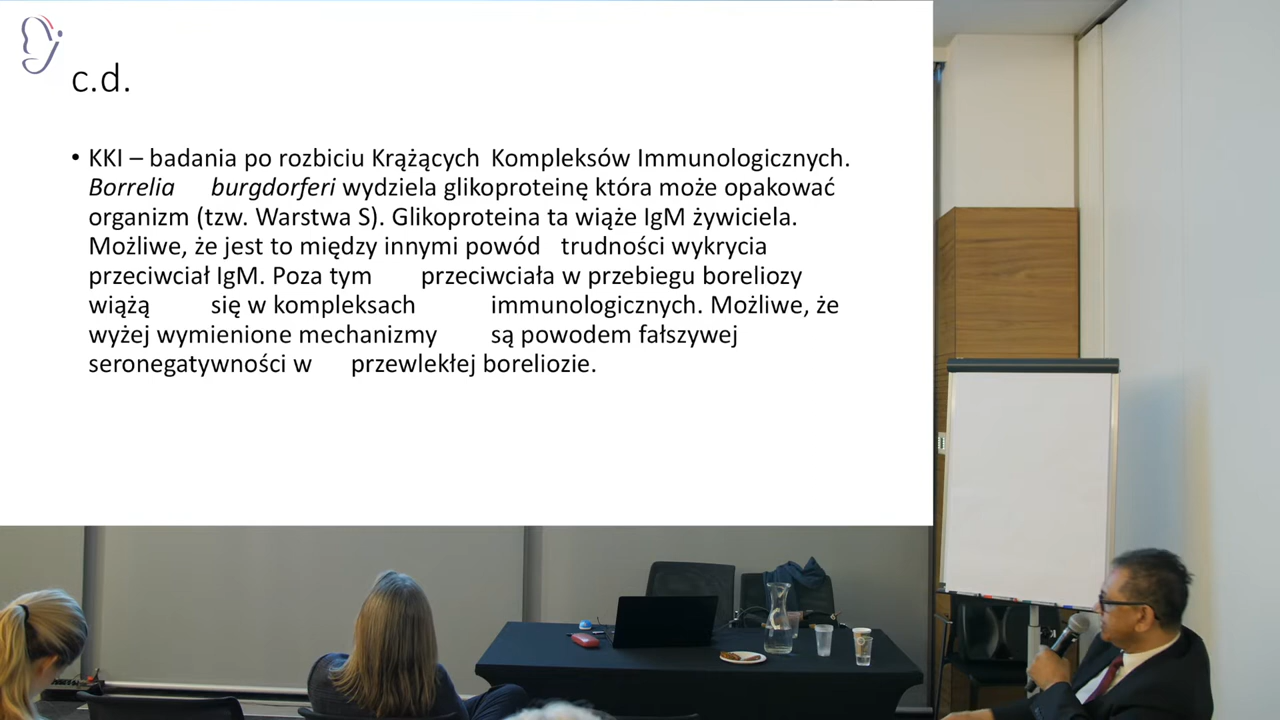 c.d.
• KKI – badania po rozbiciu Krążących Kompleksów Immunologicznych.
Borrelia burgdorferi wydziela glikoproteinę która może opakować
organizm (tzw. Warstwa S). Glikoproteina ta wiąże IgM żywiciela.
Możliwe, że jest to między innymi powód trudności wykrycia
przeciwciał IgM. Poza tym przeciwciała w przebiegu boreliozy
wiążą się w kompleksach immunologicznych. Możliwe, że
wyżej wymienione mechanizmy są powodem fałszywej
seronegatywności w przewlekłej boreliozie.